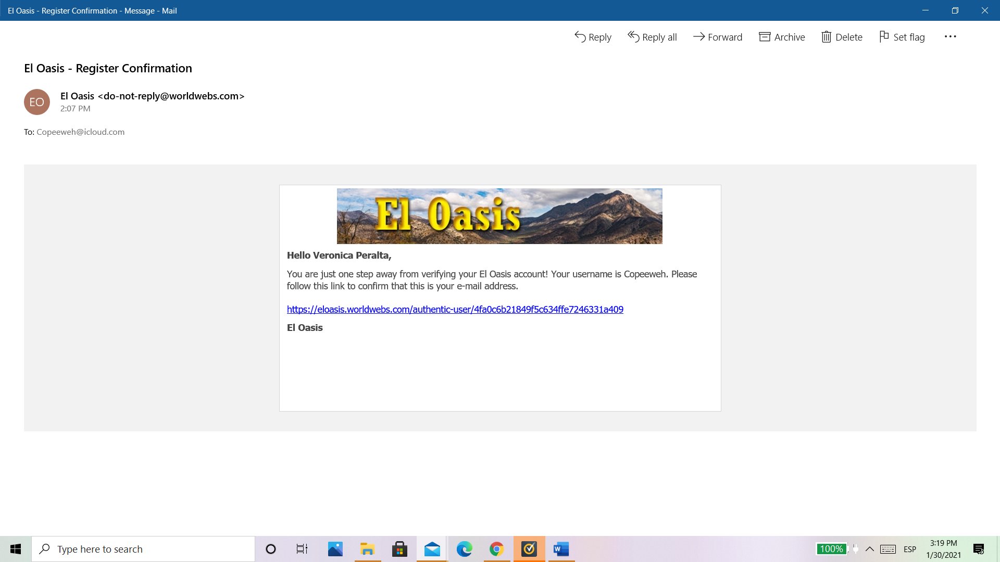 El Oasis - Register Confirmation - Message - Mail
Reply
Reply all
Forward
Archive
Delete
Set flag
El Oasis - Register Confirmation
EO
El Oasis <do-not-reply@worldwebs.com>
2:07 PM
To: Copeeweh@icloud.com
El Oasis
Hello Veronica Peralta,
You are just one step away from verifying your El Oasis account! Your username is Copeeweh. Please
follow this link to confirm that this is your e-mail address.
https://eloasis.worldwebs.com/authentic-user/4fa0c6b21849f5c634ffe7246331a409
El Oasis
Type here to search
W
100%
ESP
3:19 PM
1/30/2021
3